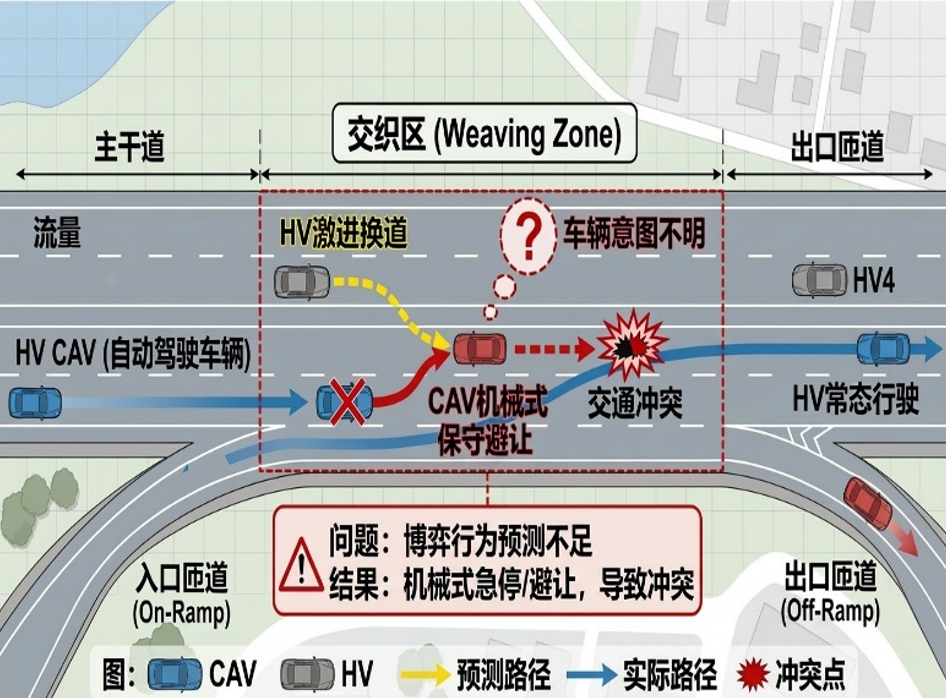 交织区 (Weaving Zone)
主干道
出口匝道
流量
HV激进换道
?
车辆意图不明
HV4
HV CAV (自动驾驶车辆)
CAV机械式
保守避让
交通冲突
HV常态行驶
!
问题：博弈行为预测不足
结果：机械式急停/避让，导致冲突
入口匝道
(On-Ramp)
出口匝道
(Off-Ramp)
图：
CAV
HV
预测路径
实际路径
冲突点